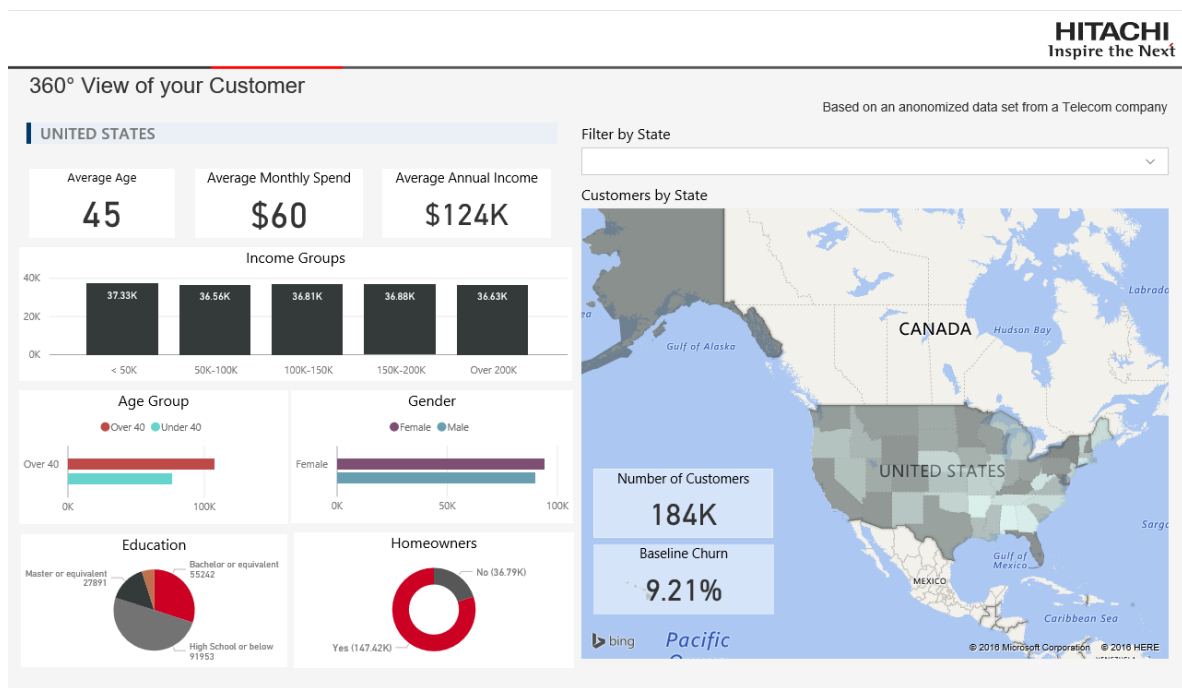 HITACHI
Inspire the Next
360° View of your Customer
Based on an anonomized data set from a Telecom company
UNITED STATES
Filter by State
Average Age
45
Average Monthly Spend
$60
Average Annual Income
$124K
Customers by State
Income Groups
40K
20K
0K
37.33K
36.56K
36.81K
36.88K
36.63K
< 50K
50K-100K
100K-150K
150K-200K
Over 200K
Age Group
Over 40
Under 40
Over 40
0K
100K
Gender
Female
Male
Female
0K
50K
100K
Education
Master or equivalent
27891
Bachelor or equivalent
55242
High School or below
91953
Homeowners
No (36.79K)
Yes (147.42K)
CANADA
Hudson Bay
Gulf of Alaska
UNITED STATES
Number of Customers
184K
Baseline Churn
9.21%
Gulf of
Mexico
MEXICO
Caribbean Sea
bing
Pacific
© 2016 Microsoft Corporation
© 2016 HERE